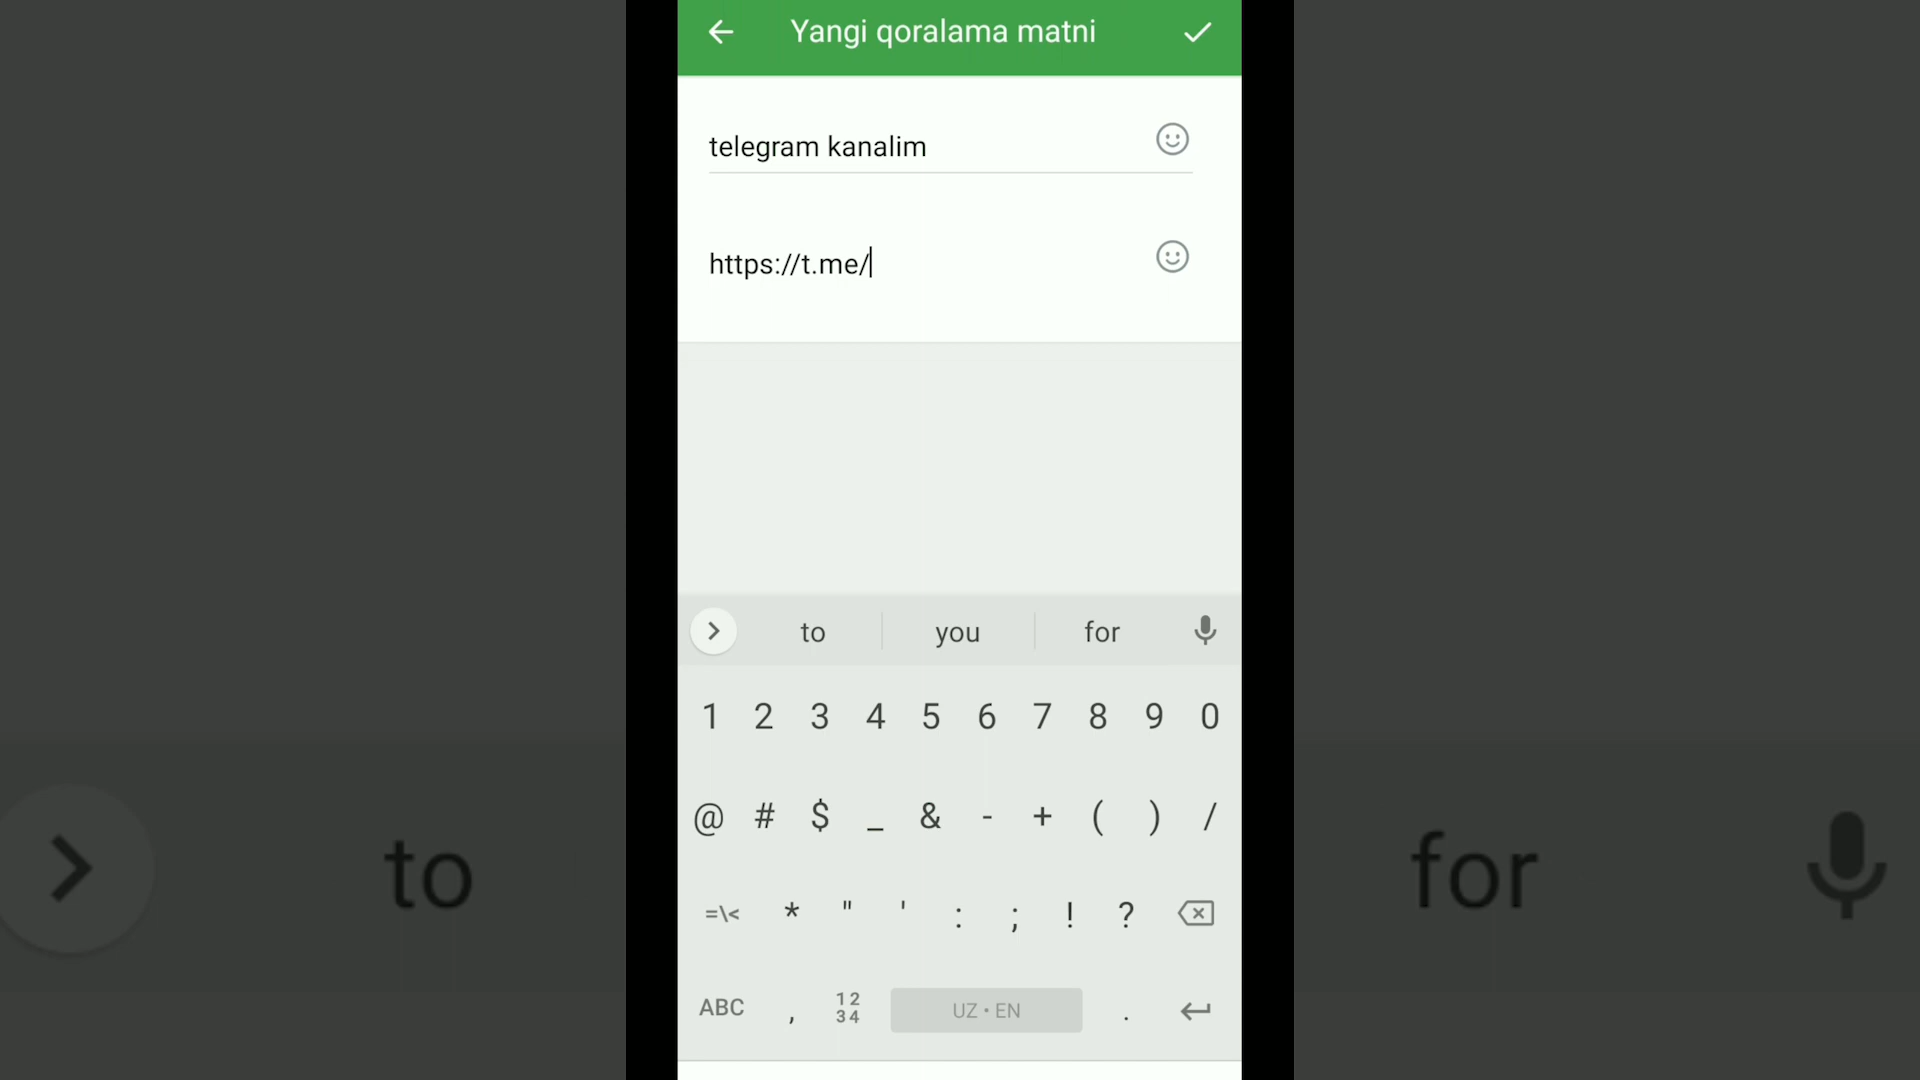 Yangi qoralama matni
telegram kanalim
https://t.me/
to you for
1 2 3 4 5 6 7 8 9 0
@ # $ _ & - + ( ) /
=\< * " ' : ; ! ?
ABC , 12 34 UZ • EN .
to for